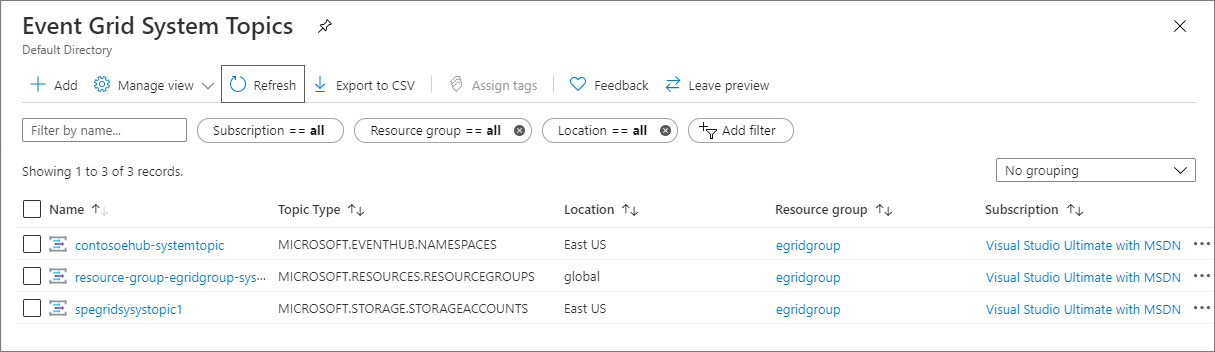 Event Grid System Topics
Default Directory
Add Manage view Refresh Export to CSV Assign tags Feedback Leave preview
Filter by name... Subscription == all Resource group == all Location == all Add filter
Showing 1 to 3 of 3 records. No grouping
Name Topic Type Location Resource group Subscription
contosoehub-systemtopic MICROSOFT.EVENTHUB.NAMESPACES East US egridgroup Visual Studio Ultimate with MSDN
resource-group-egridgroup-sys... MICROSOFT.RESOURCES.RESOURCEGROUPS global egridgroup Visual Studio Ultimate with MSDN
spegridsysystopic1 MICROSOFT.STORAGE.STORAGEACCOUNTS East US egridgroup Visual Studio Ultimate with MSDN